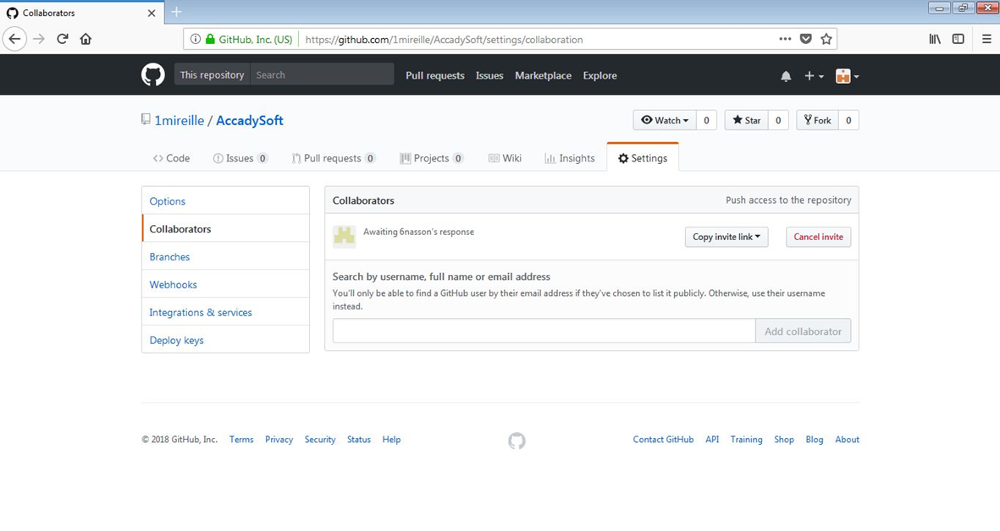 Collaborators
GitHub, Inc. (US) https://github.com/1mireille/AccadySoft/settings/collaboration
This repository Search Pull requests Issues Marketplace Explore
1mireille / AccadySoft Watch 0 Star 0 Fork 0
Code Issues 0 Pull requests 0 Projects 0 Wiki Insights Settings
Options
Collaborators
Branches
Webhooks
Integrations & services
Deploy keys
Collaborators Push access to the repository
Awaiting 6nasson's response Copy invite link Cancel invite
Search by username, full name or email address
You'll only be able to find a GitHub user by their email address if they've chosen to list it publicly. Otherwise, use their username
instead.
Add collaborator
© 2018 GitHub, Inc. Terms Privacy Security Status Help Contact GitHub API Training Shop Blog About